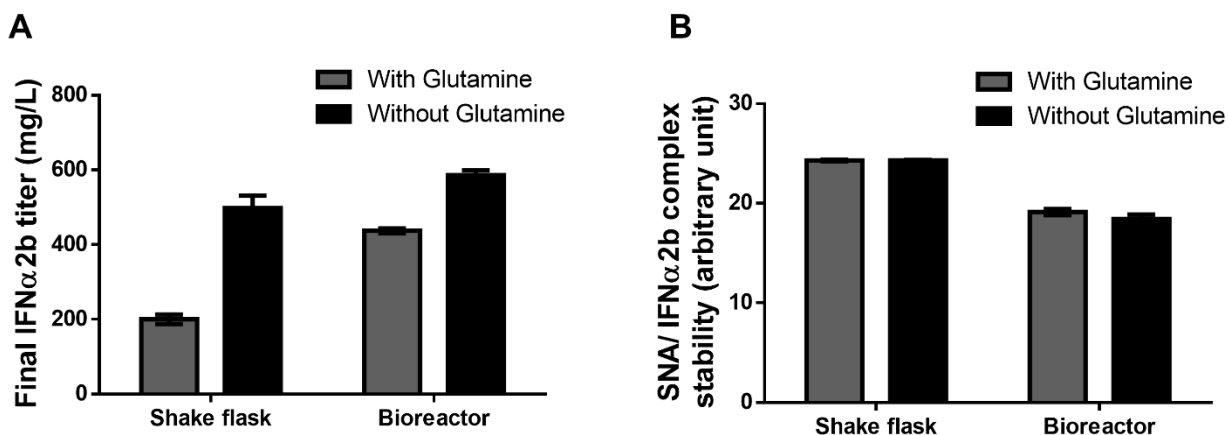 A
Final IFNα2b titer (mg/L)
800
600
400
200
0
With Glutamine
Without Glutamine
Shake flask
Bioreactor
B
SNA/ IFNα2b complex
stability (arbitrary unit)
30
20
10
0
With Glutamine
Without Glutamine
Shake flask
Bioreactor